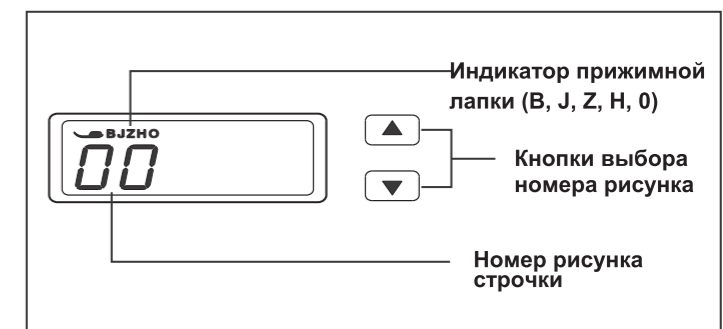 Индикатор прижимной
лапки (B, J, Z, H, 0)
BJZHO
00
Кнопки выбора
номера рисунка
Номер рисунка
строчки